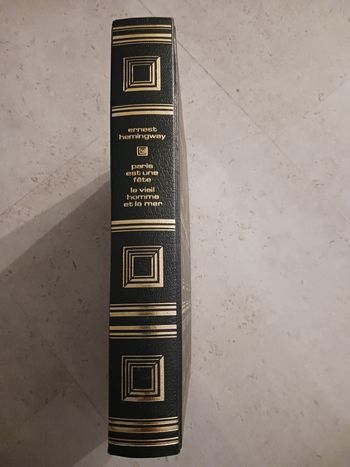 ernest
hemingway
paris
est une
fête
le vieil
homme
et la mer